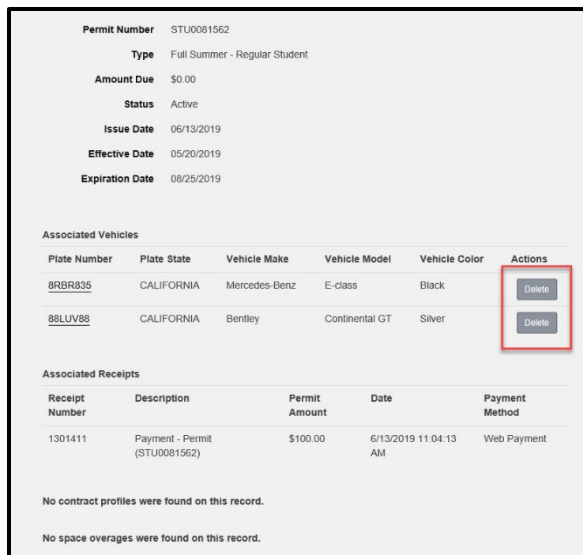 Permit Number STU0081562
Type Full Summer - Regular Student
Amount Due $0.00
Status Active
Issue Date 06/13/2019
Effective Date 05/20/2019
Expiration Date 08/25/2019
Associated Vehicles
Plate Number Plate State Vehicle Make Vehicle Model Vehicle Color Actions
8RBR835 CALIFORNIA Mercedes-Benz E-class Black Delete
88LUV88 CALIFORNIA Bentley Continental GT Silver Delete
Associated Receipts
Receipt Number Description Permit Amount Date Payment Method
1301411 Payment - Permit (STU0081562) $100.00 6/13/2019 11:04:13 AM Web Payment
No contract profiles were found on this record.
No space overages were found on this record.